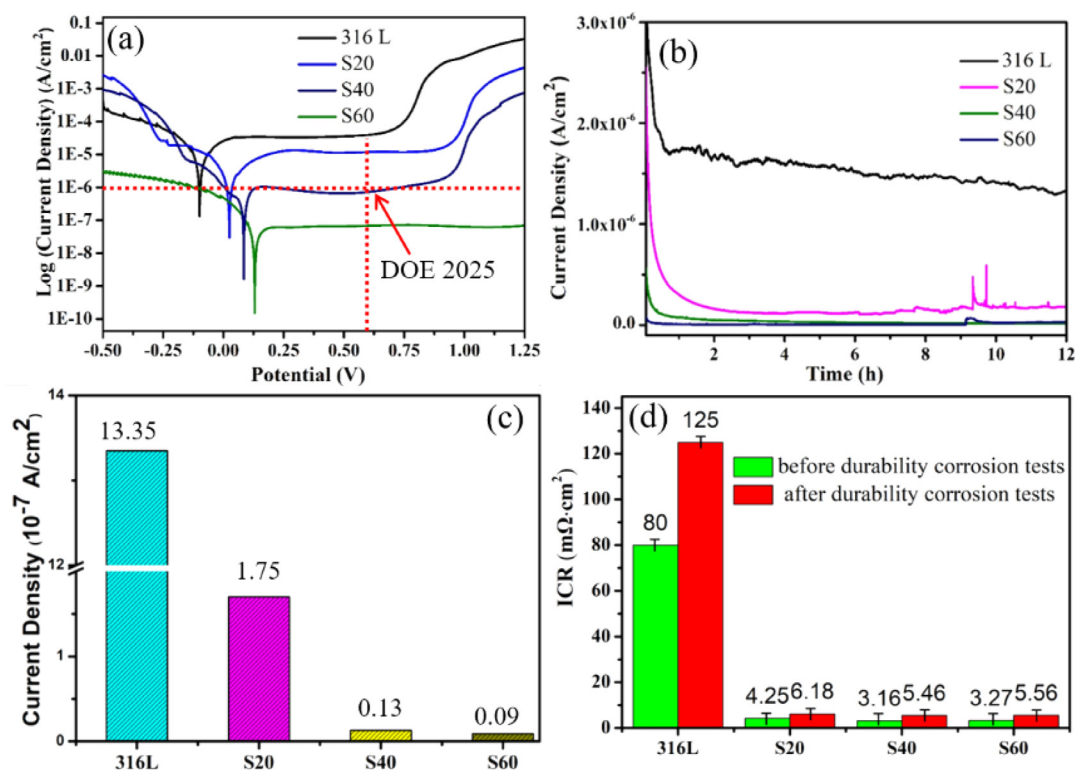 (a)
Log (Current Density) (A/cm²)
0.1
0.01
1E-3
1E-4
1E-5
1E-6
1E-7
1E-8
1E-9
1E-10
316 L
S20
S40
S60
DOE 2025
-0.50 -0.25 0.00 0.25 0.50 0.75 1.00 1.25
Potential (V)
(b)
Current Density (A/cm²)
3.0x10⁻⁶
2.0x10⁻⁶
1.0x10⁻⁶
0.0
316 L
S20
S40
S60
2 4 6 8 10 12
Time (h)
(c)
Current Density (10⁻⁷ A/cm²)
14
12
1
0
13.35
1.75
0.13
0.09
316L S20 S40 S60
(d)
ICR (mΩ·cm²)
140
120
100
80
60
40
20
0
125
before durability corrosion tests
after durability corrosion tests
80
4.25 6.18 3.16 5.46 3.27 5.56
316L S20 S40 S60